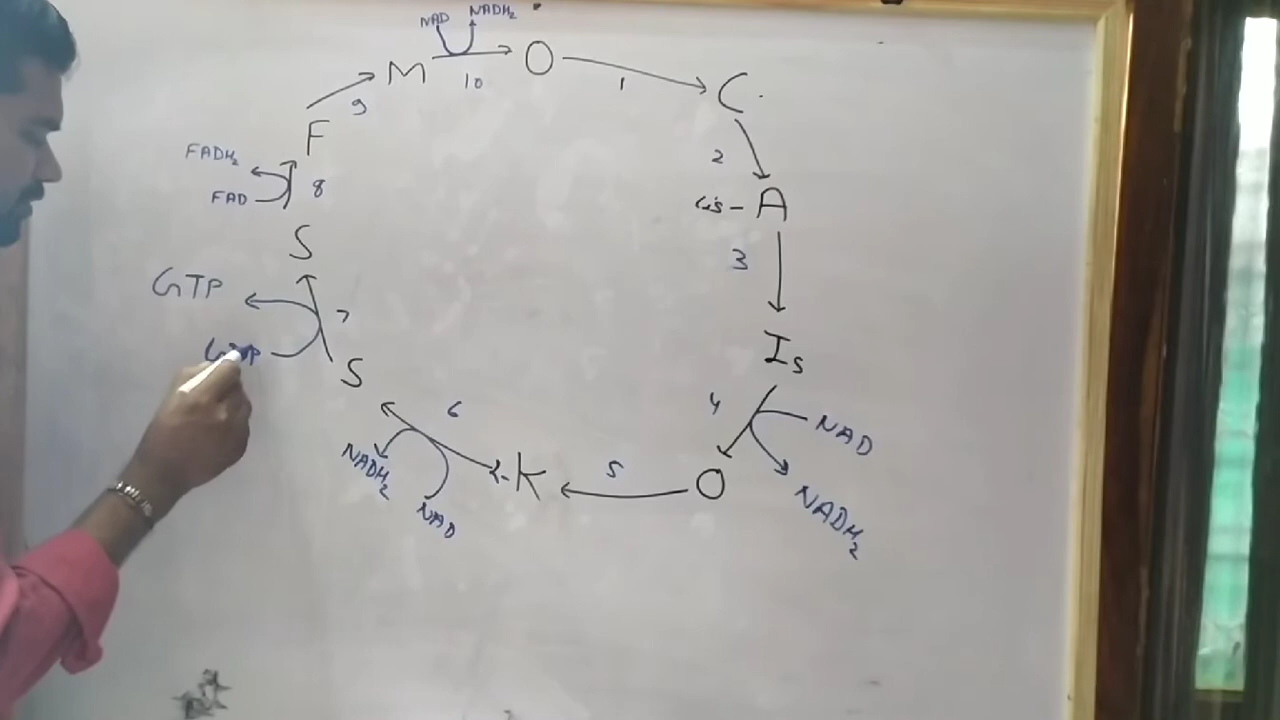 NAD NADH₂
M 10 O 1 C
9
F
2
FADH₂
FAD 8
cis - A
S
3
GTP
7
S
Is
4 NAD
6
NADH₂ NAD
2-K 5 O
NADH₂